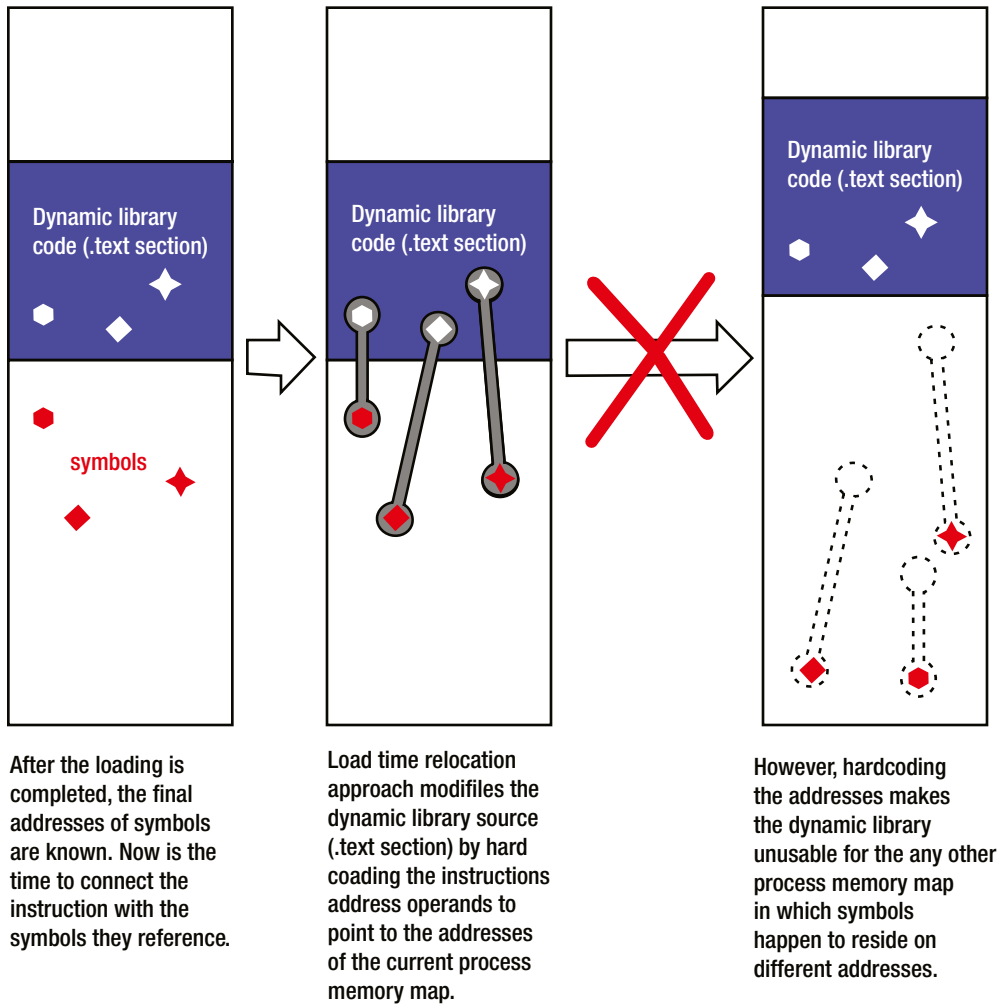 Dynamic library
code (.text section)
symbols
After the loading is
completed, the final
addresses of symbols
are known. Now is the
time to connect the
instruction with the
symbols they reference.
Dynamic library
code (.text section)
Load time relocation
approach modifiles the
dynamic library source
(.text section) by hard
coading the instructions
address operands to
point to the addresses
of the current process
memory map.
Dynamic library
code (.text section)
However, hardcoding
the addresses makes
the dynamic library
unusable for the any other
process memory map
in which symbols
happen to reside on
different addresses.